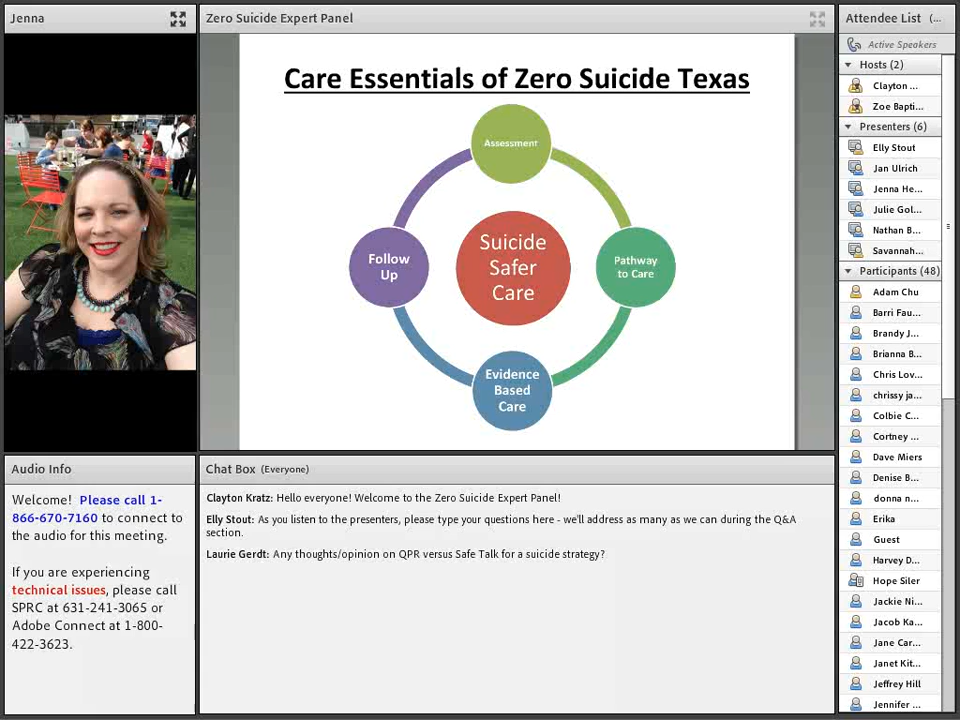 Jenna
Zero Suicide Expert Panel
Care Essentials of Zero Suicide Texas
Assessment
Suicide
Safer
Care
Pathway
to Care
Evidence
Based
Care
Follow
Up
Audio Info
Welcome! Please call 1-
866-670-7160 to connect to
the audio for this meeting.
If you are experiencing
technical issues, please call
SPRC at 631-241-3065 or
Adobe Connect at 1-800-
422-3623.
Chat Box (Everyone)
Clayton Kratz: Hello everyone! Welcome to the Zero Suicide Expert Panel!
Elly Stout: As you listen to the presenters, please type your questions here - we'll address as many as we can during the Q&A
section.
Laurie Gerdt: Any thoughts/opinion on QPR versus Safe Talk for a suicide strategy?
Attendee List (...
Active Speakers
Hosts (2)
Clayton ...
Zoe Bapti...
Presenters (6)
Elly Stout
Jan Ulrich
Jenna He...
Julie Gol...
Nathan B...
Savannah...
Participants (48)
Adam Chu
Barri Fau...
Brandy J...
Brianna B...
Chris Lov...
chrissy ja...
Colbie C...
Cortney ...
Dave Miers
Denise B...
donna n...
Erika
Guest
Harvey D...
Hope Siler
Jackie Ni...
Jacob Ka...
Jane Car...
Janet Kit...
Jeffrey Hill
Jennifer ...